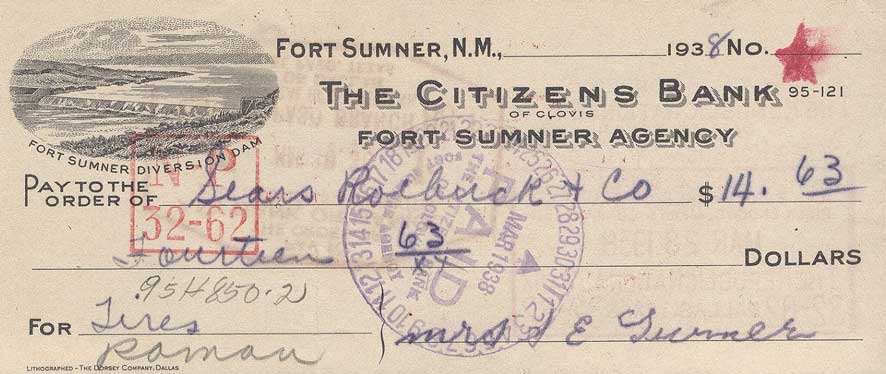 FORT SUMNER, N.M., 1938 No.
THE CITIZENS BANK 95-121
OF CLOVIS
FORT SUMNER AGENCY
FORT SUMNER DIVERSION DAM
N P
32-62
PAY TO THE ORDER OF Sears Roebuck & Co $ 14. 63
Fourteen 63/xx DOLLARS
PAID
MAR 1938
95H850.2
FOR Tires
Mrs S E Turner
Roman
LITHOGRAPHED - THE DORSEY COMPANY, DALLAS